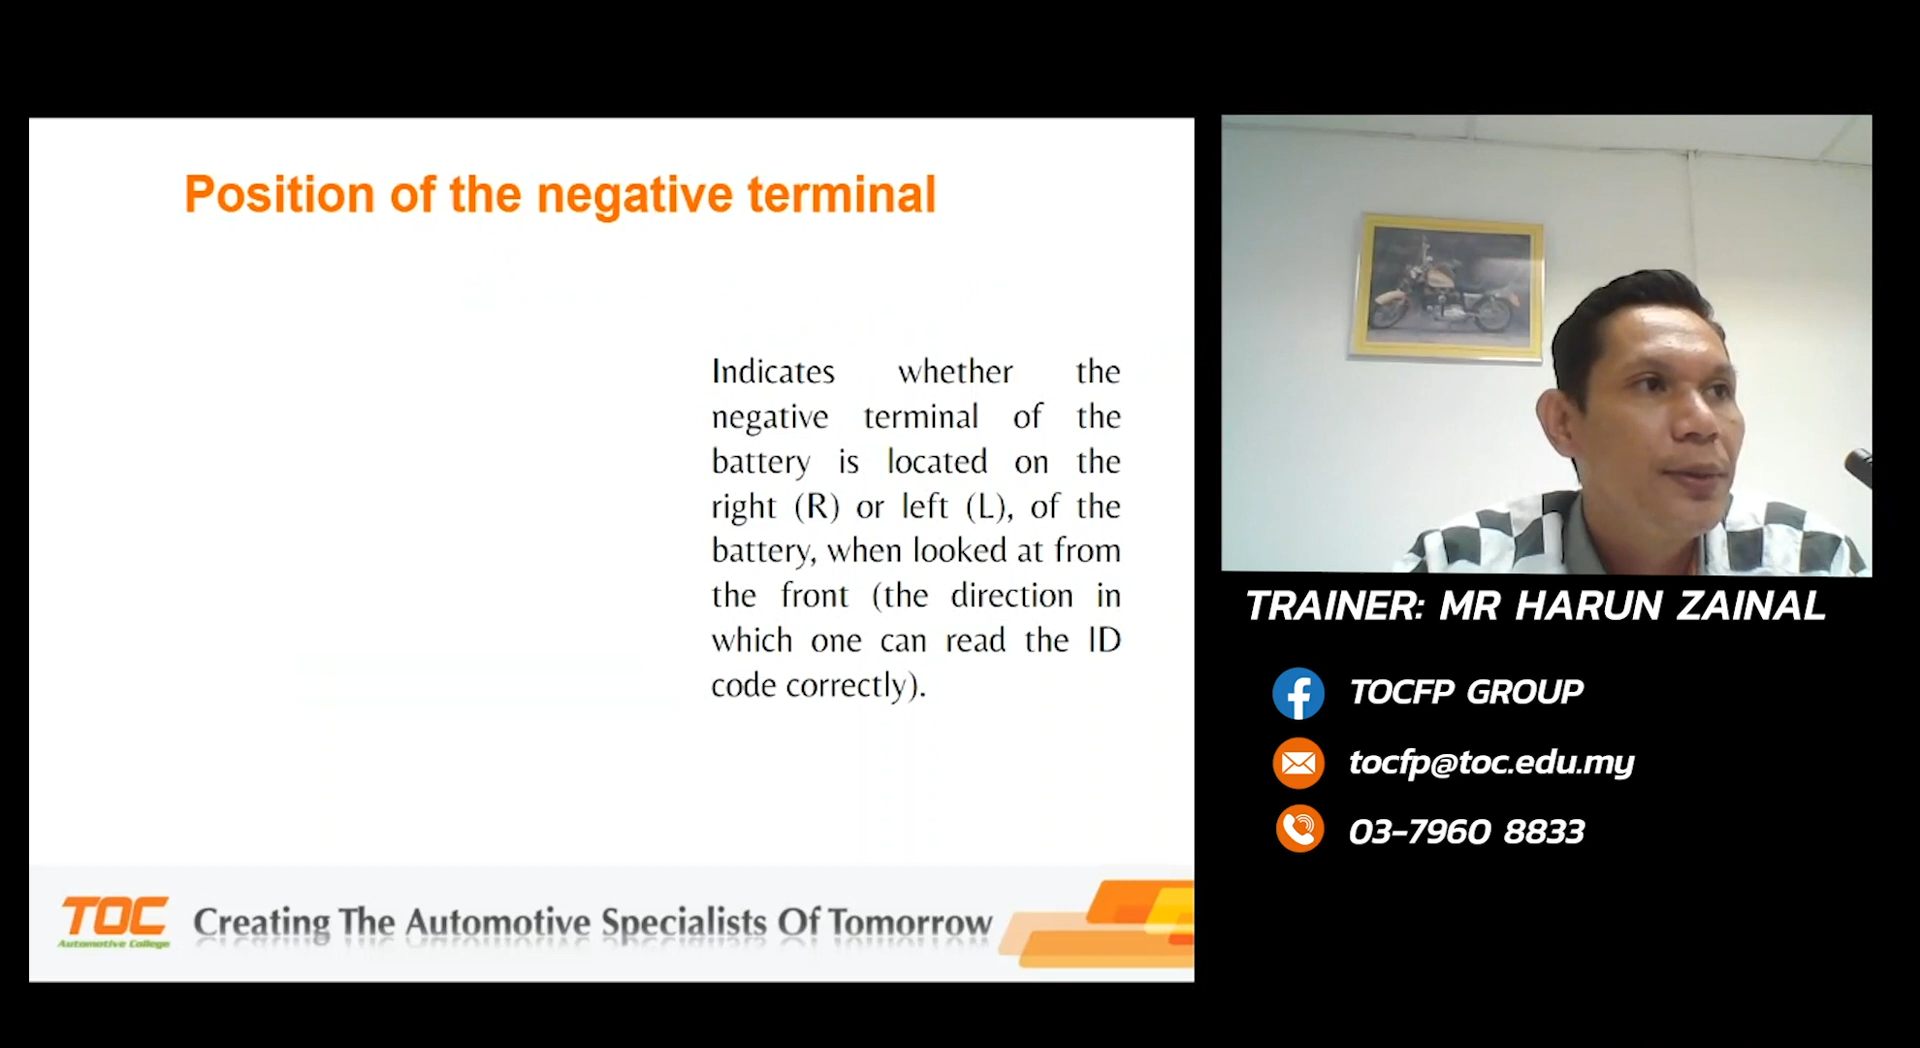 Position of the negative terminal
Indicates whether the
negative terminal of the
battery is located on the
right (R) or left (L), of the
battery, when looked at from
the front (the direction in
which one can read the ID
code correctly).
TOC
Automotive College
Creating The Automotive Specialists Of Tomorrow
TRAINER: MR HARUN ZAINAL
TOCFP GROUP
tocfp@toc.edu.my
03-7960 8833